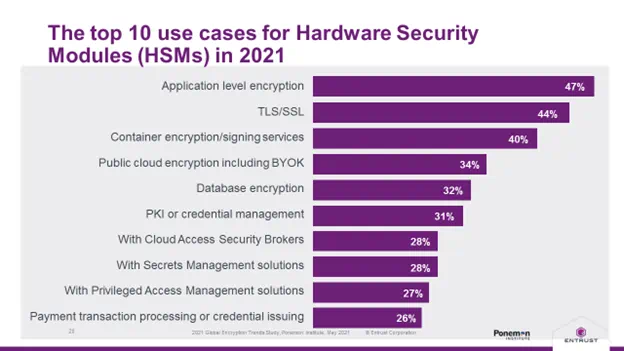 The top 10 use cases for Hardware Security
Modules (HSMs) in 2021
Application level encryption 47%
TLS/SSL 44%
Container encryption/signing services 40%
Public cloud encryption including BYOK 34%
Database encryption 32%
PKI or credential management 31%
With Cloud Access Security Brokers 28%
With Secrets Management solutions 28%
With Privileged Access Management solutions 27%
Payment transaction processing or credential issuing 26%
2021 Global Encryption Trends Study, Ponemon Institute, May 2021 © Entrust Corporation
Ponemon
INSTITUTE
ENTRUST